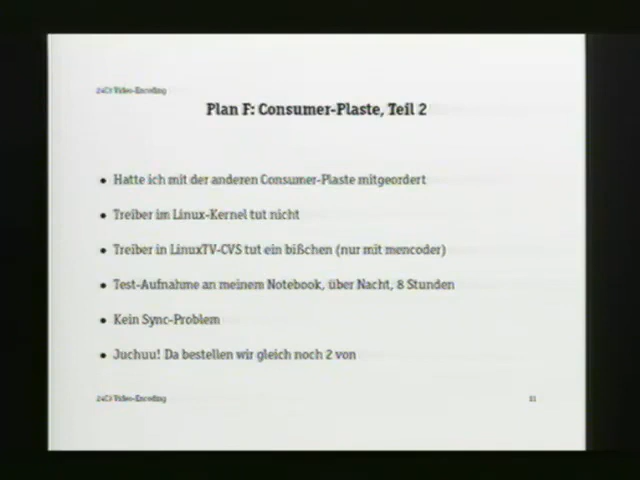 24C3 Video-Encoding
Plan F: Consumer-Plaste, Teil 2
• Hatte ich mit der anderen Consumer-Plaste mitgeordert
• Treiber im Linux-Kernel tut nicht
• Treiber in LinuxTV-CVS tut ein bißchen (nur mit mencoder)
• Test-Aufnahme an meinem Notebook, über Nacht, 8 Stunden
• Kein Sync-Problem
• Juchuu! Da bestellen wir gleich noch 2 von
24C3 Video-Encoding